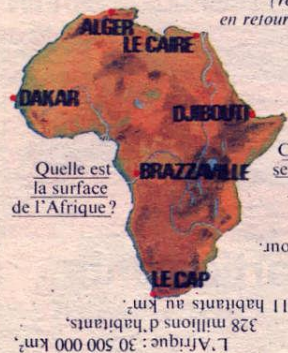 en retour
ALGER
LE CAIRE
DAKAR
DJIBOUTI
Quelle est
la surface
de l'Afrique ?
BRAZZAVILLE
LE CAP
L'Afrique : 30 500 000 km²,
328 millions d'habitants,
11 habitants au km².